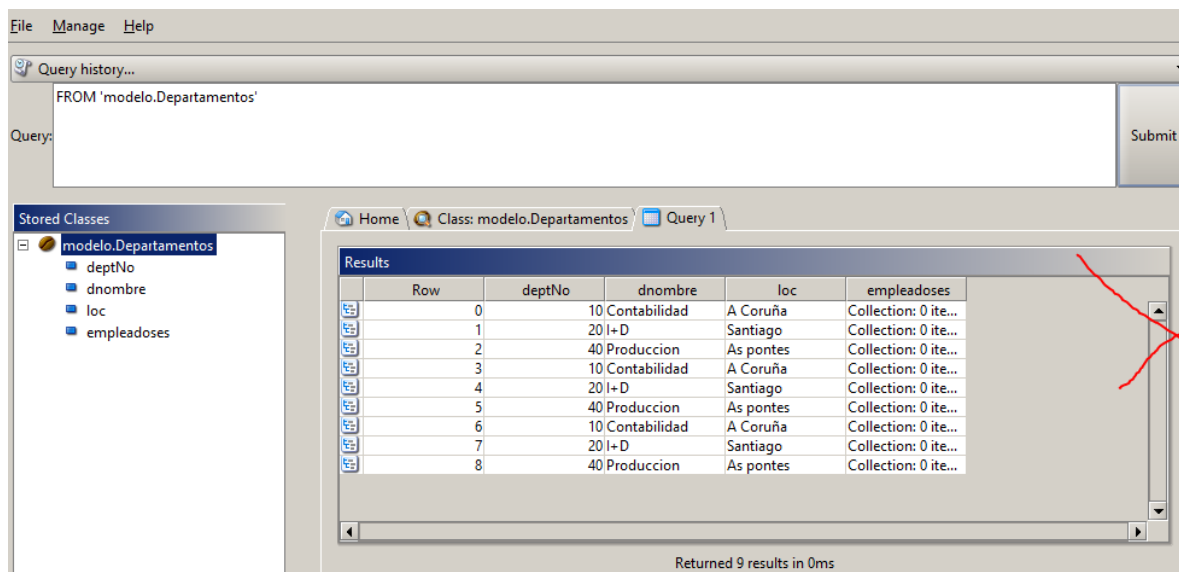 File Manage Help
Query history...
Query:
FROM 'modelo.Departamentos'
Submit
Stored Classes
modelo.Departamentos
deptNo
dnombre
loc
empleadoses
Home Class: modelo.Departamentos Query 1
Results
Row deptNo dnombre loc empleadoses
0 10 Contabilidad A Coruña Collection: 0 ite...
1 20 I+D Santiago Collection: 0 ite...
2 40 Produccion As pontes Collection: 0 ite...
3 10 Contabilidad A Coruña Collection: 0 ite...
4 20 I+D Santiago Collection: 0 ite...
5 40 Produccion As pontes Collection: 0 ite...
6 10 Contabilidad A Coruña Collection: 0 ite...
7 20 I+D Santiago Collection: 0 ite...
8 40 Produccion As pontes Collection: 0 ite...
Returned 9 results in 0ms